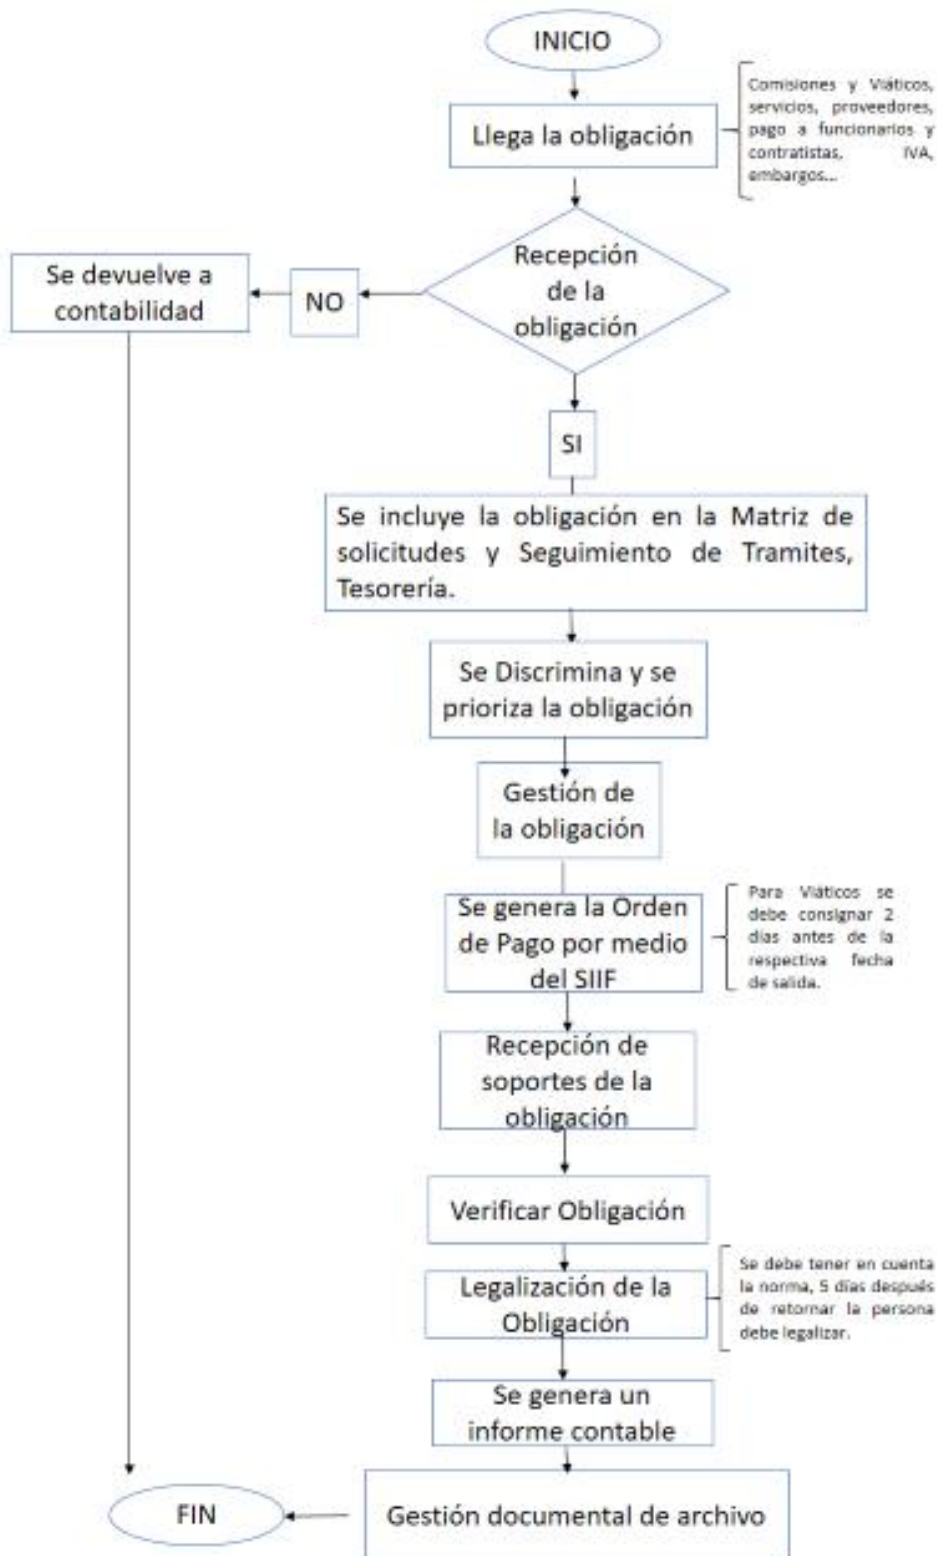 INICIO
Llega la obligación
Comisiones y Viáticos,
servicios, proveedores,
pago a funcionarios y
contratistas, IVA,
embargos...
Recepción
de la
obligación
NO
Se devuelve a
contabilidad
SI
Se incluye la obligación en la Matriz de
solicitudes y Seguimiento de Tramites,
Tesorería.
Se Discrimina y se
prioriza la obligación
Gestión de
la obligación
Se genera la Orden
de Pago por medio
del SIIF
Para Viáticos se
debe consignar 2
días antes de la
respectiva fecha
de salida.
Recepción de
soportes de la
obligación
Verificar Obligación
Legalización de la
Obligación
Se debe tener en cuenta
la norma, 5 días después
de retornar la persona
debe legalizar.
Se genera un
informe contable
Gestión documental de archivo
FIN